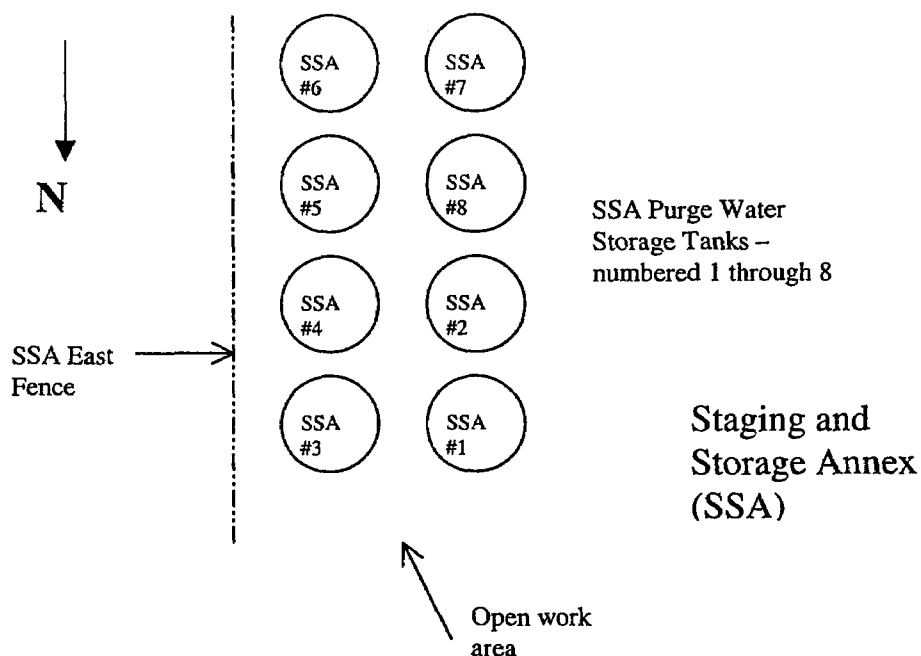 SSA
#6
SSA
#7
N
SSA
#5
SSA
#8
SSA Purge Water
Storage Tanks –
numbered 1 through 8
SSA
#4
SSA
#2
SSA East
Fence
SSA
#3
SSA
#1
Staging and
Storage Annex
(SSA)
Open work
area